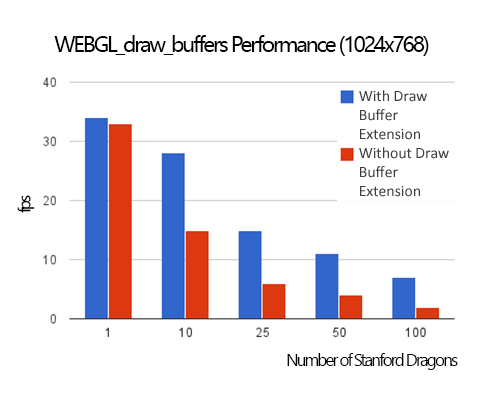 WEBGL_draw_buffers Performance (1024x768)
40
With Draw
Buffer
Extension
Without Draw
Buffer
Extension
30
fps
20
10
0
1 10 25 50 100
Number of Stanford Dragons